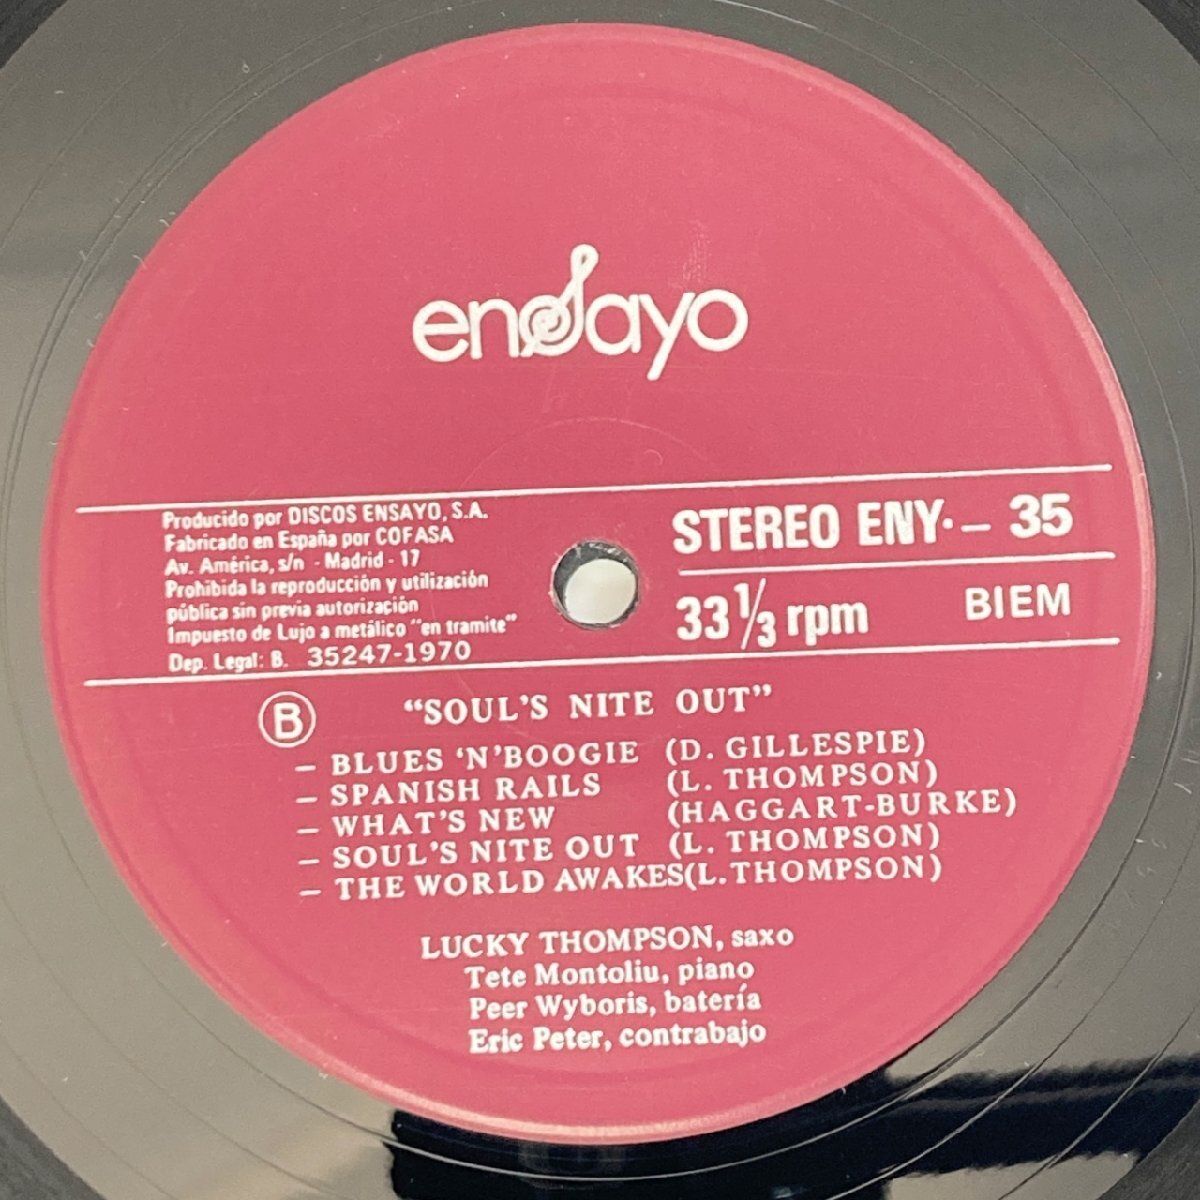 ensayo
Producido por DISCOS ENSAYO, S.A.
Fabricado en España por COFASA
Av. América, s/n - Madrid - 17
Prohibida la reproducción y utilización
pública sin previa autorización
Impuesto de Lujo a metálico "en tramite"
Dep. Legal: B. 35247-1970
STEREO ENY·- 35
33 1/3 rpm BIEM
B "SOUL'S NITE OUT"
- BLUES 'N'BOOGIE (D. GILLESPIE)
- SPANISH RAILS (L. THOMPSON)
- WHAT'S NEW (HAGGART-BURKE)
- SOUL'S NITE OUT (L. THOMPSON)
- THE WORLD AWAKES(L.THOMPSON)
LUCKY THOMPSON, saxo
Tete Montoliu, piano
Peer Wyboris, batería
Eric Peter, contrabajo